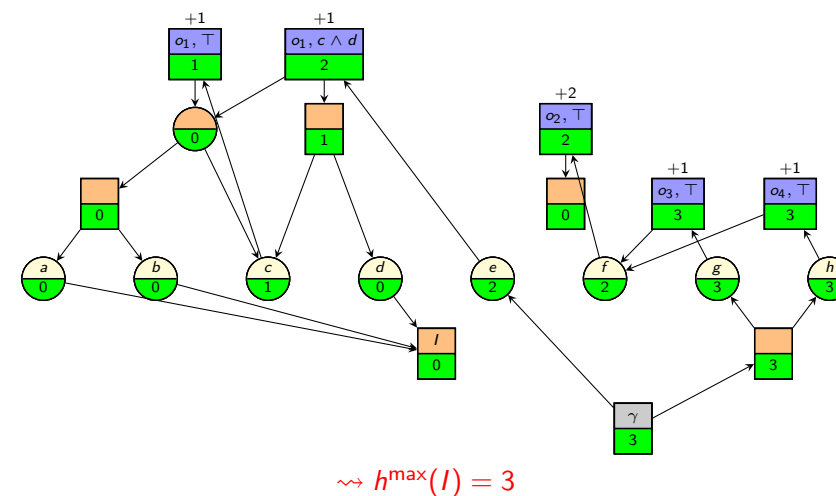 +1 +1
o₁, ⊤ o₁, c ∧ d
1 2
+2
o₂, ⊤
2
0
1
+1 +1
o₃, ⊤ o₄, ⊤
3 3
0 0
a b c d e f g h
0 0 1 0 2 2 3 3
I
0 3
γ
3
⇝ hᵐᵃˣ(I) = 3